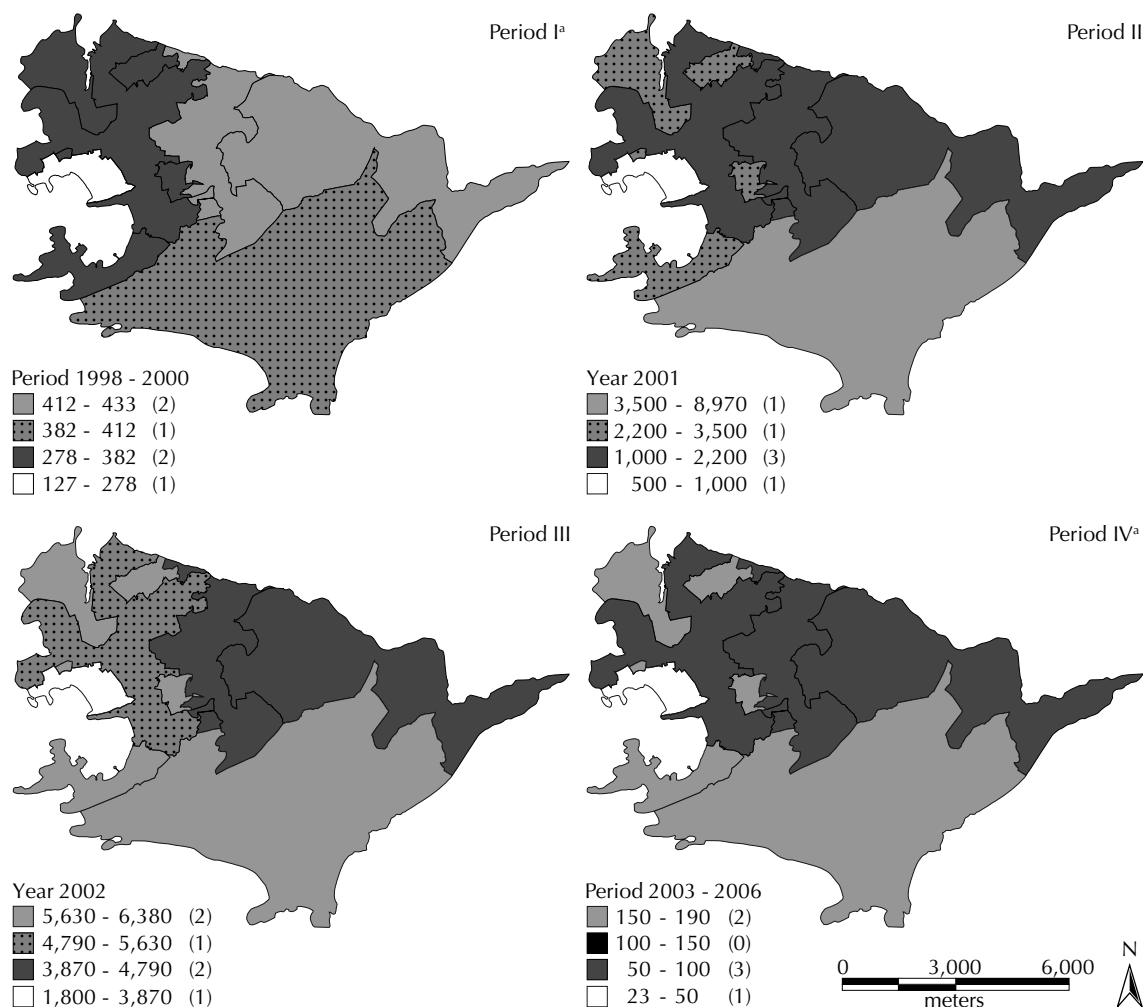 Period Iª
Period II
Period 1998 - 2000
412 - 433 (2)
382 - 412 (1)
278 - 382 (2)
127 - 278 (1)
Year 2001
3,500 - 8,970 (1)
2,200 - 3,500 (1)
1,000 - 2,200 (3)
500 - 1,000 (1)
Period III
Period IVª
Year 2002
5,630 - 6,380 (2)
4,790 - 5,630 (1)
3,870 - 4,790 (2)
1,800 - 3,870 (1)
Period 2003 - 2006
150 - 190 (2)
100 - 150 (0)
50 - 100 (3)
23 - 50 (1)
0 3,000 6,000
meters
N